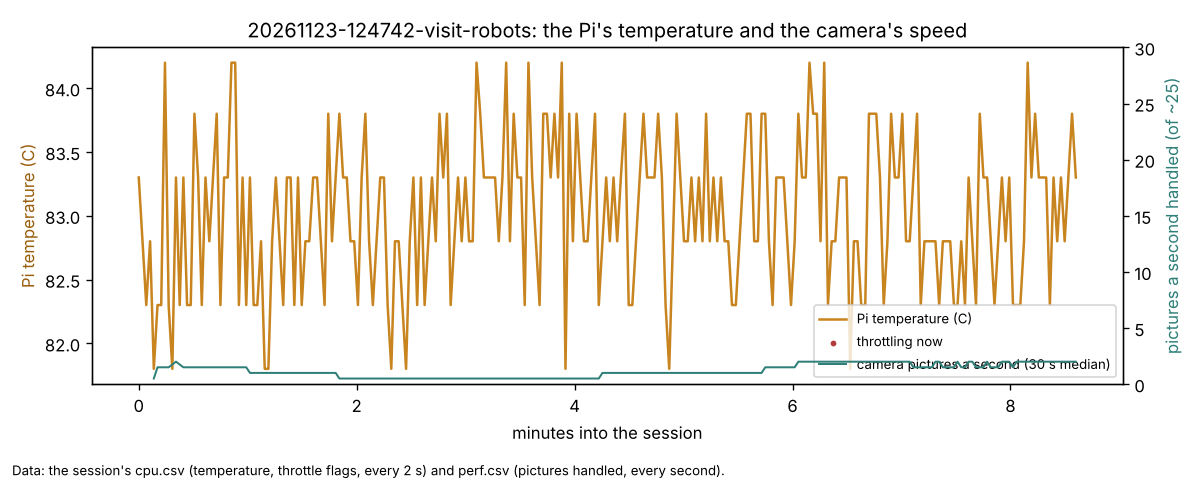 20261123-124742-visit-robots: the Pi's temperature and the camera's speed
Pi temperature (C)
84.0
83.5
83.0
82.5
82.0
30
25
20
15
10
5
0
pictures a second handled (of ~25)
Pi temperature (C)
throttling now
camera pictures a second (30 s median)
0
2
4
6
8
minutes into the session
Data: the session's cpu.csv (temperature, throttle flags, every 2 s) and perf.csv (pictures handled, every second).